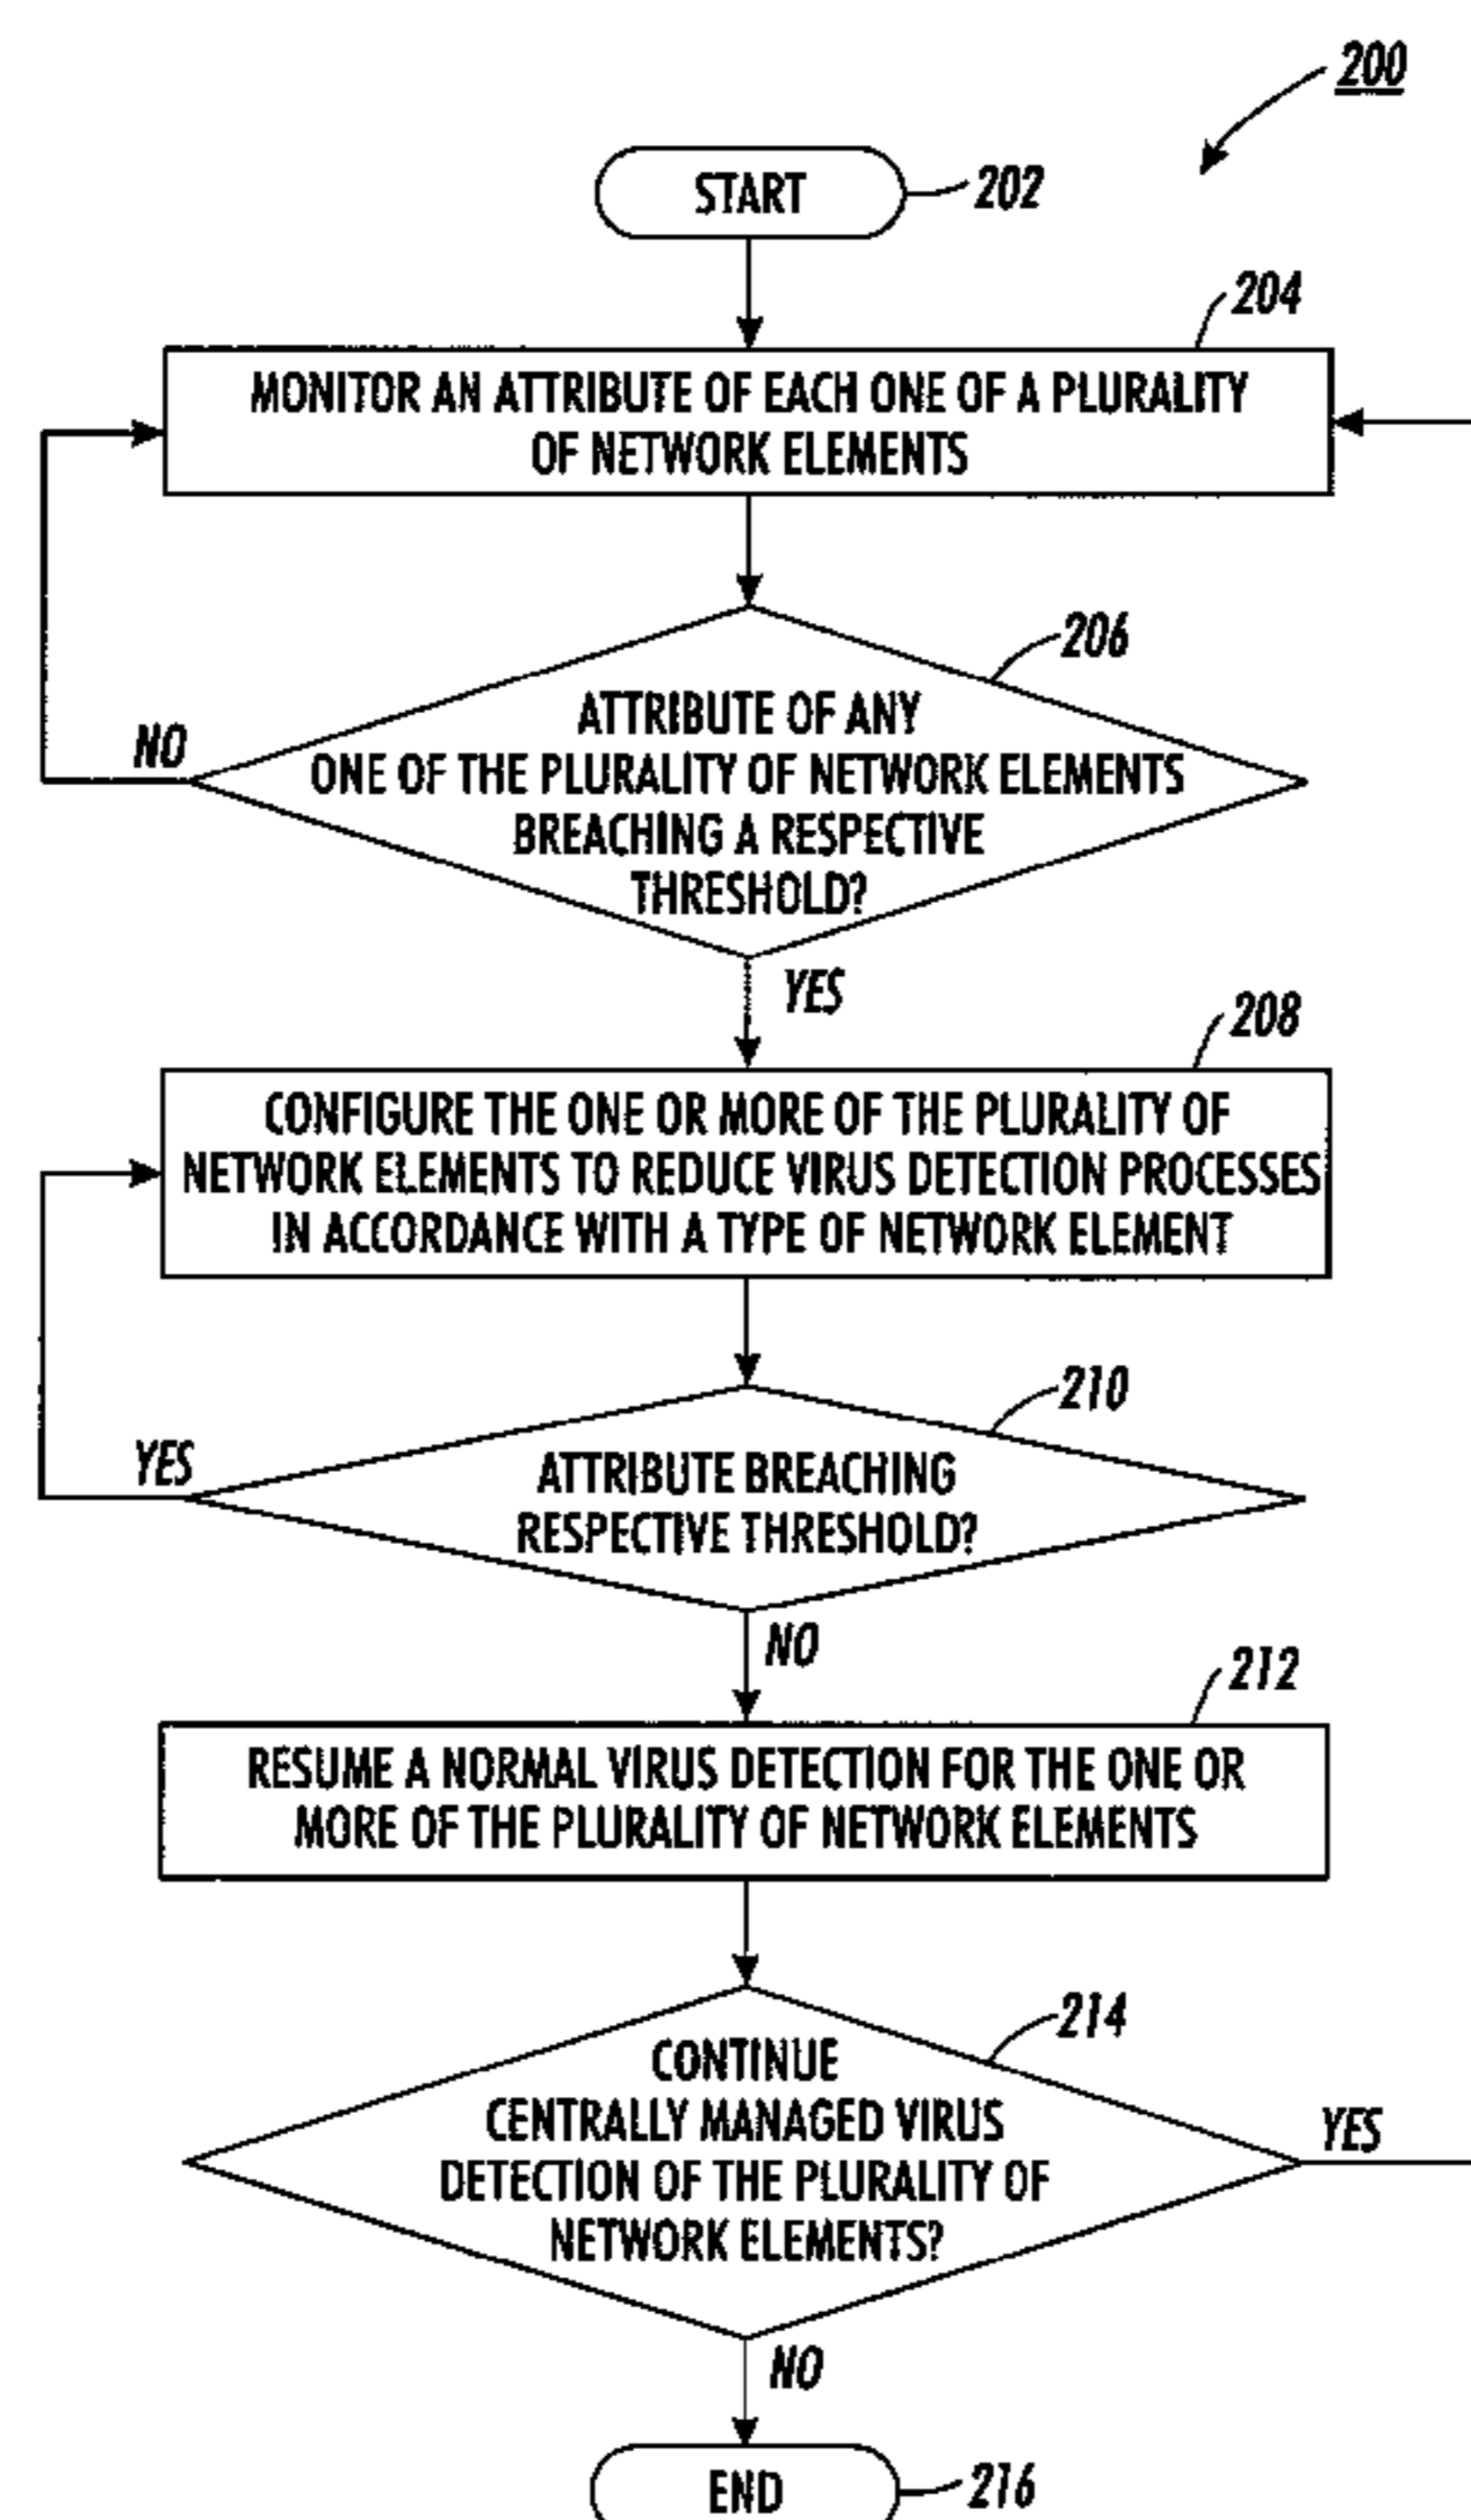 200
START
202
204
MONITOR AN ATTRIBUTE OF EACH ONE OF A PLURALITY
OF NETWORK ELEMENTS
206
ATTRIBUTE OF ANY
ONE OF THE PLURALITY OF NETWORK ELEMENTS
BREACHING A RESPECTIVE
THRESHOLD?
NO
YES
208
CONFIGURE THE ONE OR MORE OF THE PLURALITY OF
NETWORK ELEMENTS TO REDUCE VIRUS DETECTION PROCESSES
IN ACCORDANCE WITH A TYPE OF NETWORK ELEMENT
210
ATTRIBUTE BREACHING
RESPECTIVE THRESHOLD?
YES
NO
212
RESUME A NORMAL VIRUS DETECTION FOR THE ONE OR
MORE OF THE PLURALITY OF NETWORK ELEMENTS
214
CONTINUE
CENTRALLY MANAGED VIRUS
DETECTION OF THE PLURALITY OF
NETWORK ELEMENTS?
YES
NO
END
216